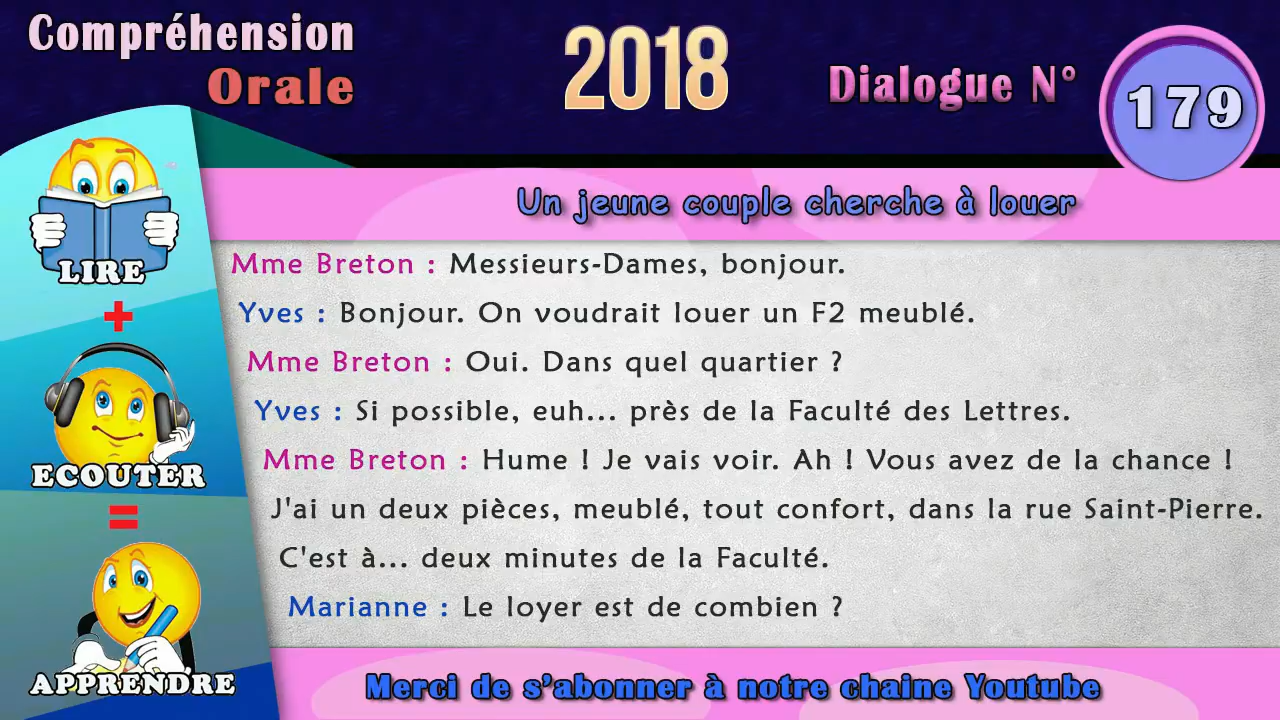 Compréhension
Orale
2018
Dialogue N°
179
Un jeune couple cherche à louer
Mme Breton : Messieurs-Dames, bonjour.
Yves : Bonjour. On voudrait louer un F2 meublé.
Mme Breton : Oui. Dans quel quartier ?
Yves : Si possible, euh... près de la Faculté des Lettres.
Mme Breton : Hume ! Je vais voir. Ah ! Vous avez de la chance !
J'ai un deux pièces, meublé, tout confort, dans la rue Saint-Pierre.
C'est à... deux minutes de la Faculté.
Marianne : Le loyer est de combien ?
LIRE
+
ECOUTER
=
APPRENDRE
Merci de s'abonner à notre chaine Youtube